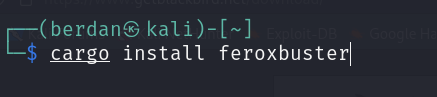 ┌──(berdan㉿kali)-[~]
└─$ cargo install feroxbuster